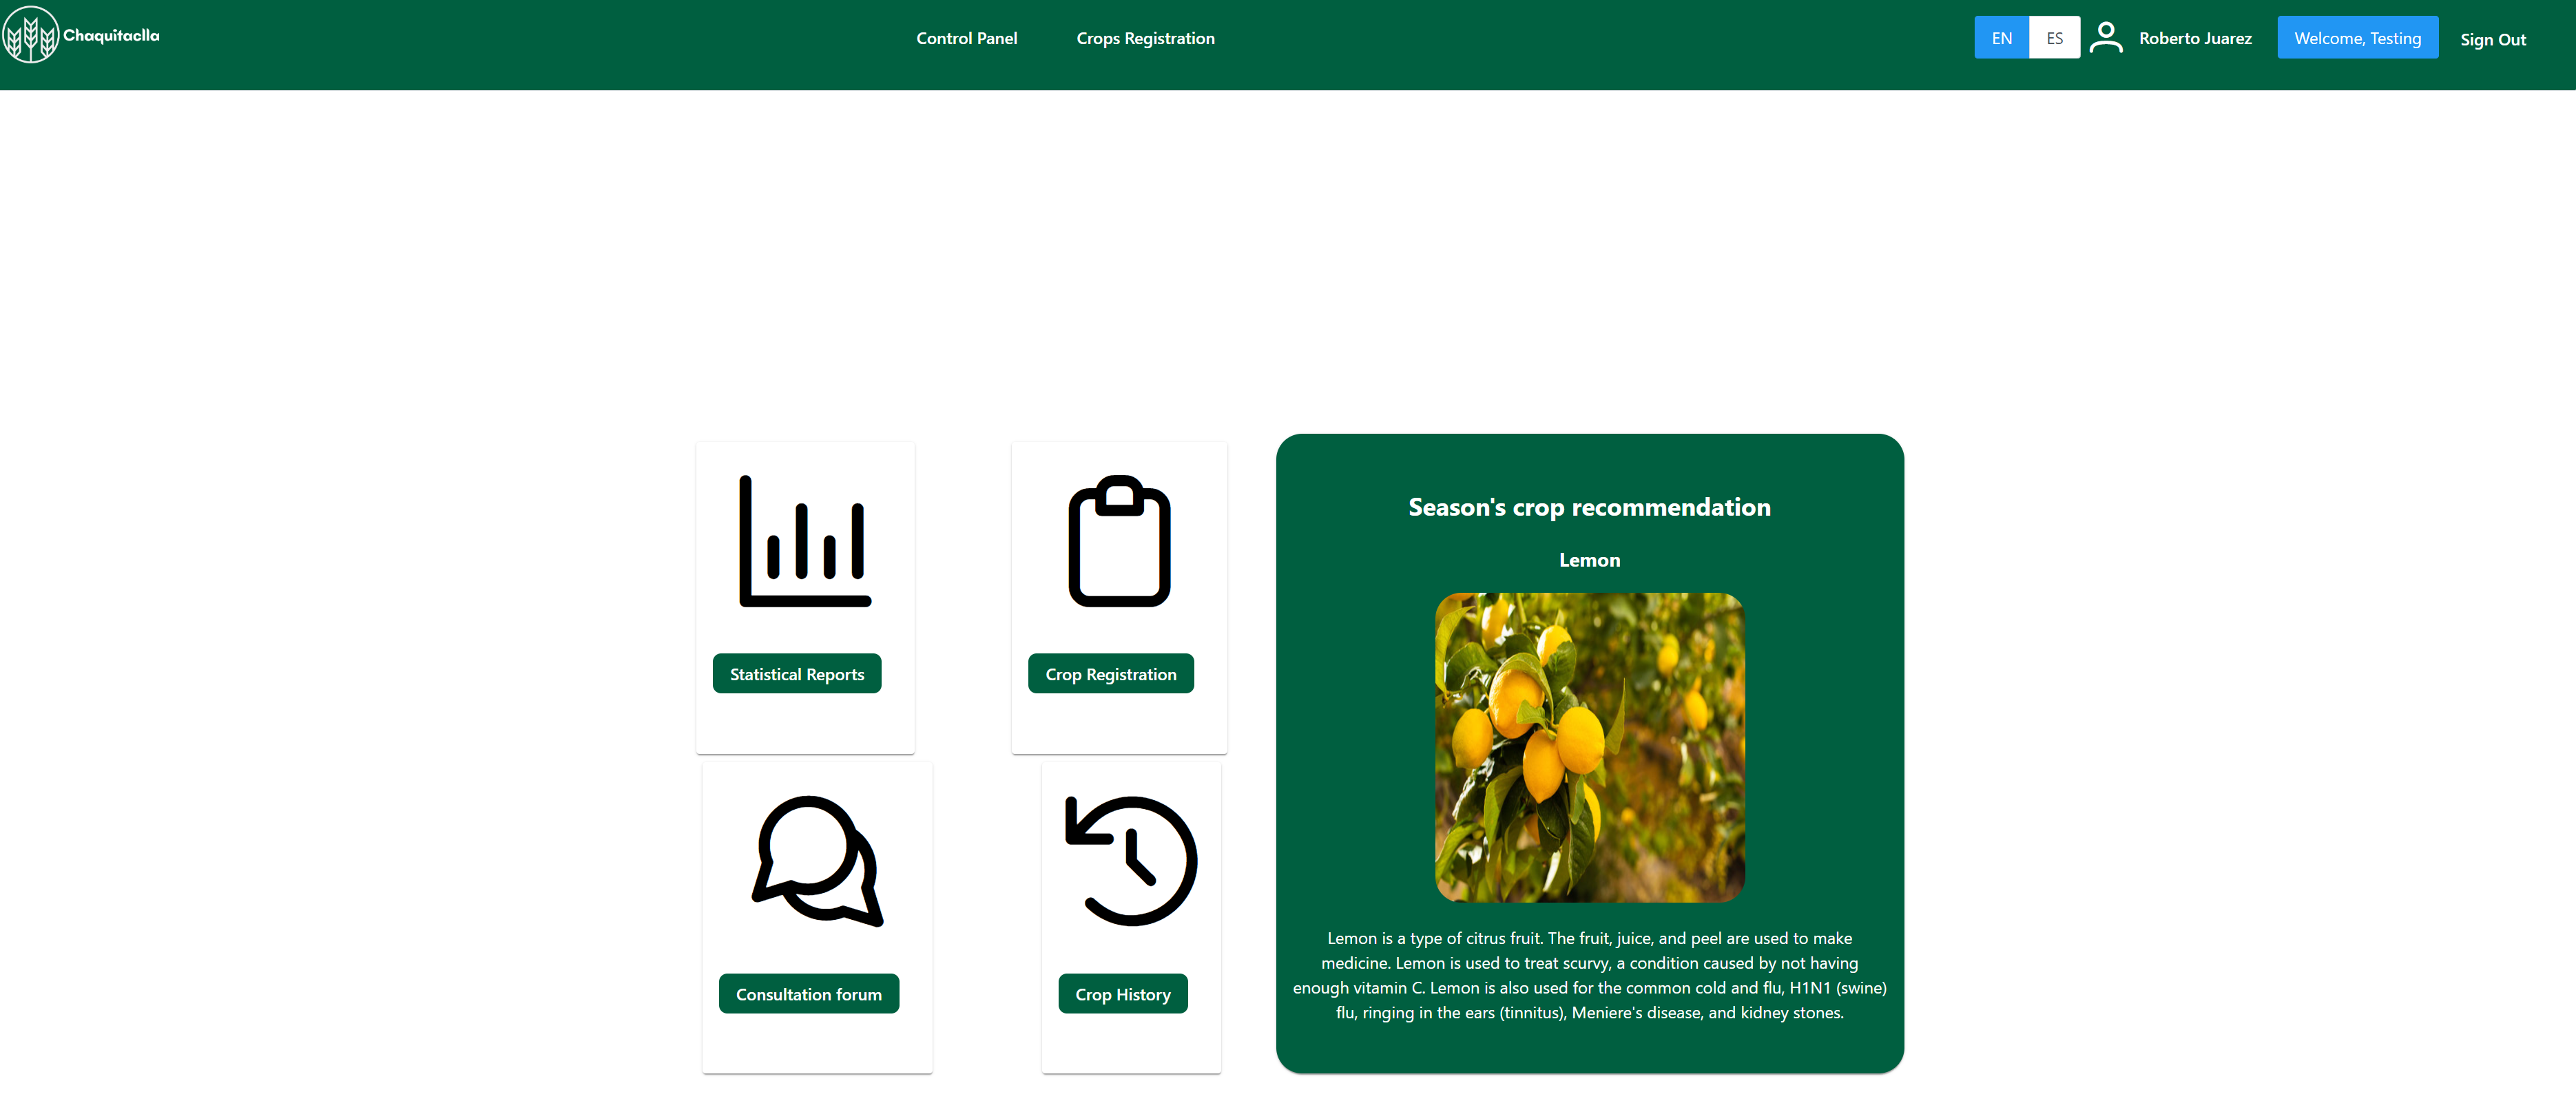 Chaquitaclla
Control Panel
Crops Registration
EN
ES
Roberto Juarez
Welcome, Testing
Sign Out
Statistical Reports
Crop Registration
Consultation forum
Crop History
Season's crop recommendation
Lemon
Lemon is a type of citrus fruit. The fruit, juice, and peel are used to make
medicine. Lemon is used to treat scurvy, a condition caused by not having
enough vitamin C. Lemon is also used for the common cold and flu, H1N1 (swine)
flu, ringing in the ears (tinnitus), Meniere's disease, and kidney stones.